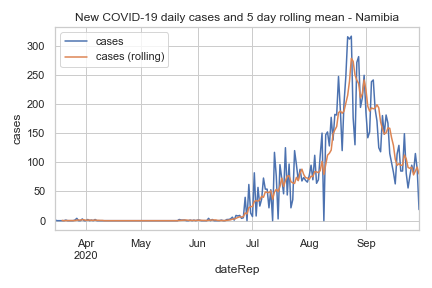 New COVID-19 daily cases and 5 day rolling mean - Namibia
cases
cases (rolling)
300
250
200
150
100
50
0
cases
Apr
2020
May
Jun
Jul
Aug
Sep
dateRep